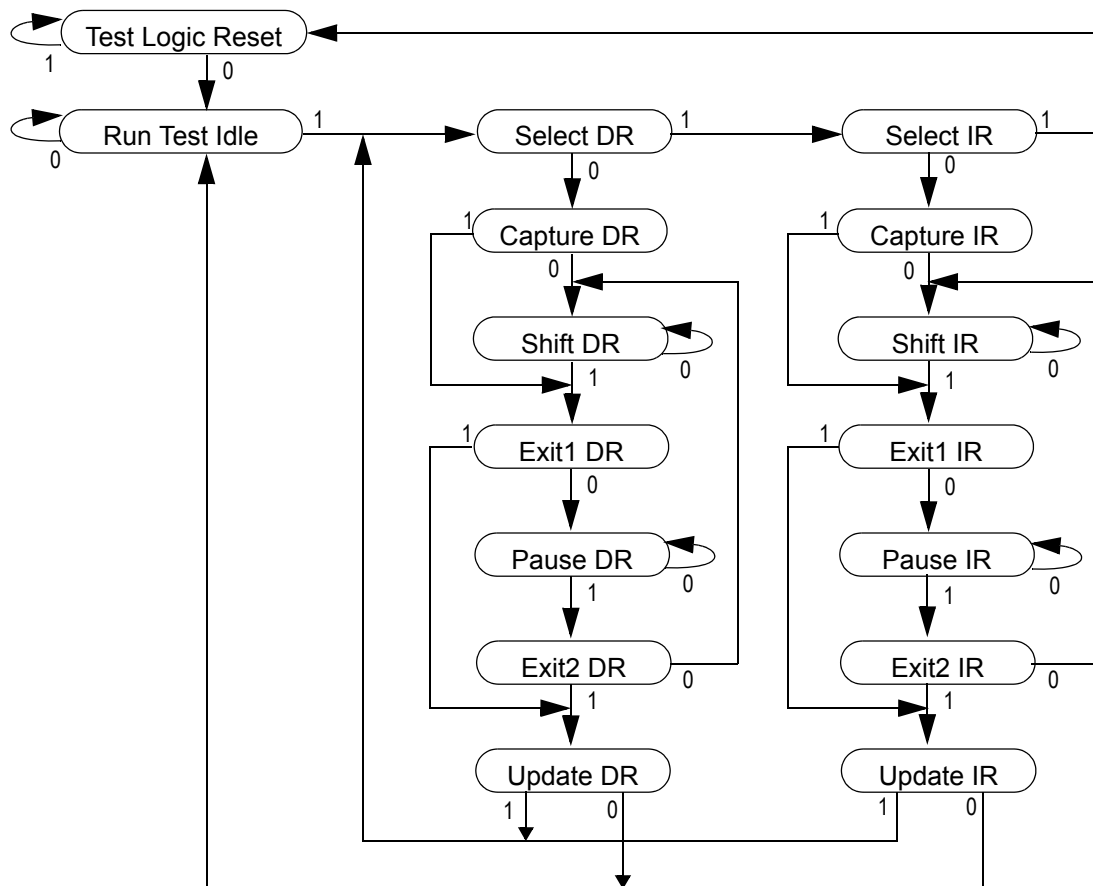 Test Logic Reset
1
0
Run Test Idle
1
Select DR
1
Select IR
1
0
0
0
1
Capture DR
1
Capture IR
0
0
Shift DR
0
Shift IR
0
1
1
1
Exit1 DR
1
Exit1 IR
0
0
Pause DR
0
Pause IR
0
1
1
Exit2 DR
0
Exit2 IR
0
1
1
Update DR
Update IR
1
0
1
0